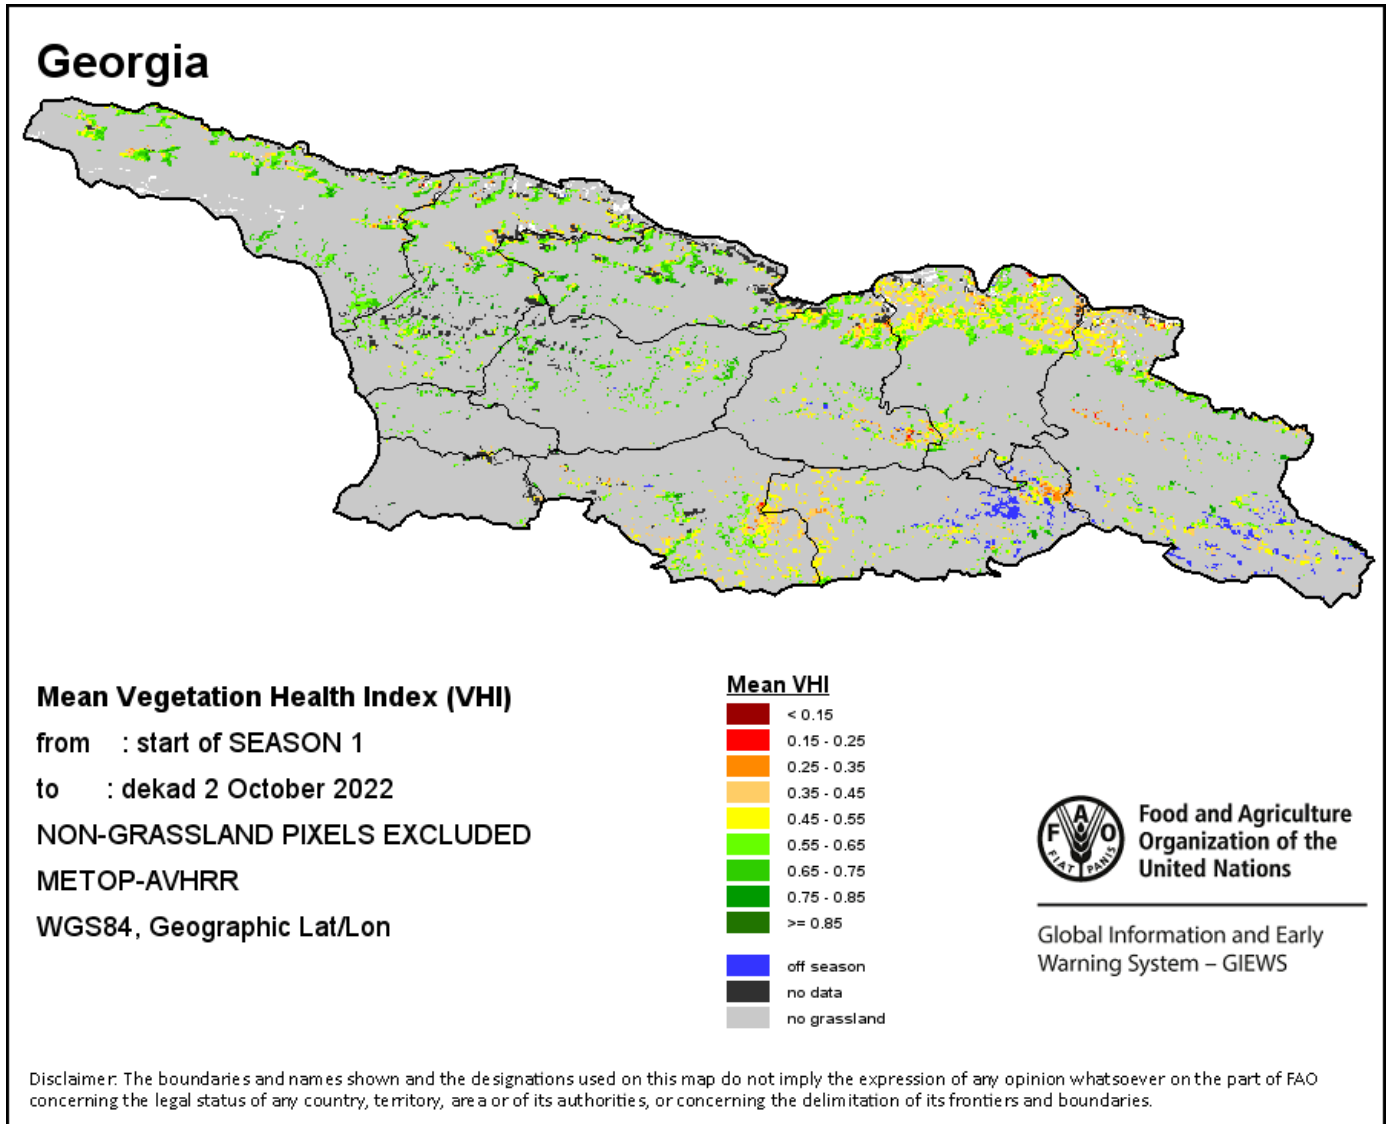 Georgia
Mean Vegetation Health Index (VHI)
from : start of SEASON 1
to : dekad 2 October 2022
NON-GRASSLAND PIXELS EXCLUDED
METOP-AVHRR
WGS84, Geographic Lat/Lon
Mean VHI
< 0.15
0.15 - 0.25
0.25 - 0.35
0.35 - 0.45
0.45 - 0.55
0.55 - 0.65
0.65 - 0.75
0.75 - 0.85
>= 0.85
off season
no data
no grassland
F A O
FIAT PANIS
Food and Agriculture
Organization of the
United Nations
Global Information and Early
Warning System – GIEWS
Disclaimer: The boundaries and names shown and the designations used on this map do not imply the expression of any opinion whatsoever on the part of FAO
concerning the legal status of any country, territory, area or of its authorities, or concerning the delimitation of its frontiers and boundaries.